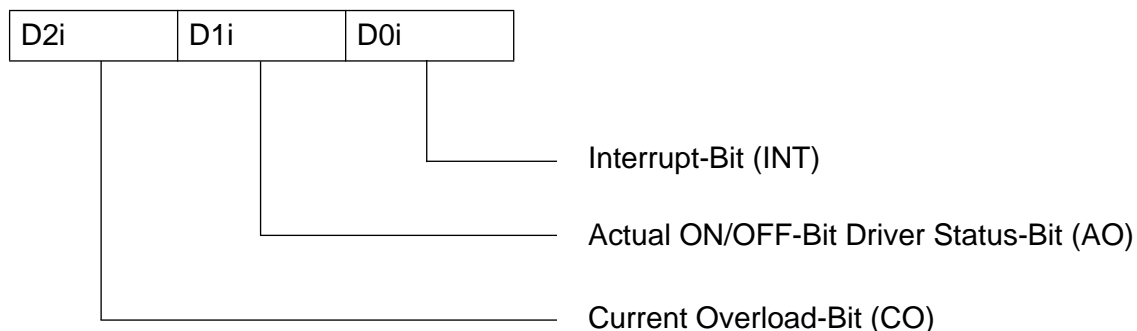 D2i D1i D0i
Interrupt-Bit (INT)
Actual ON/OFF-Bit Driver Status-Bit (AO)
Current Overload-Bit (CO)